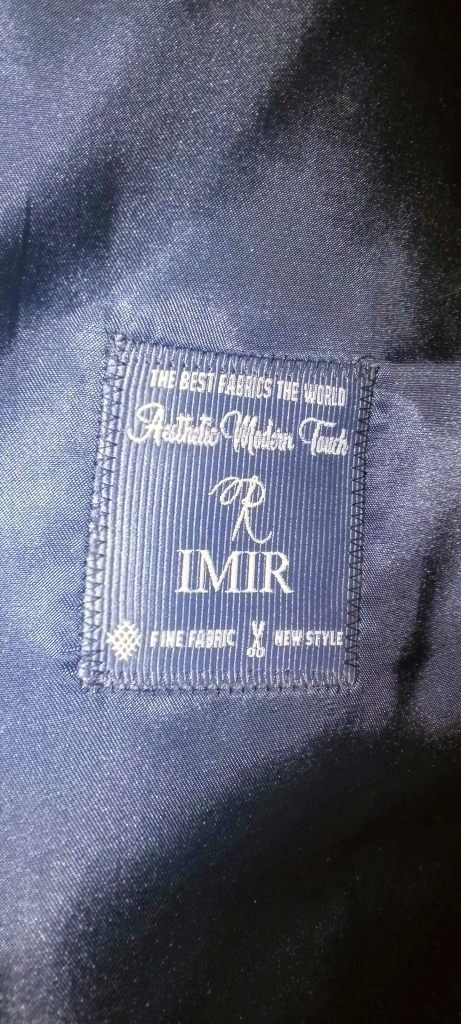 THE BEST FABRICS THE WORLD
Aesthetic Modern Touch
R
IMIR
FINE FABRIC NEW STYLE